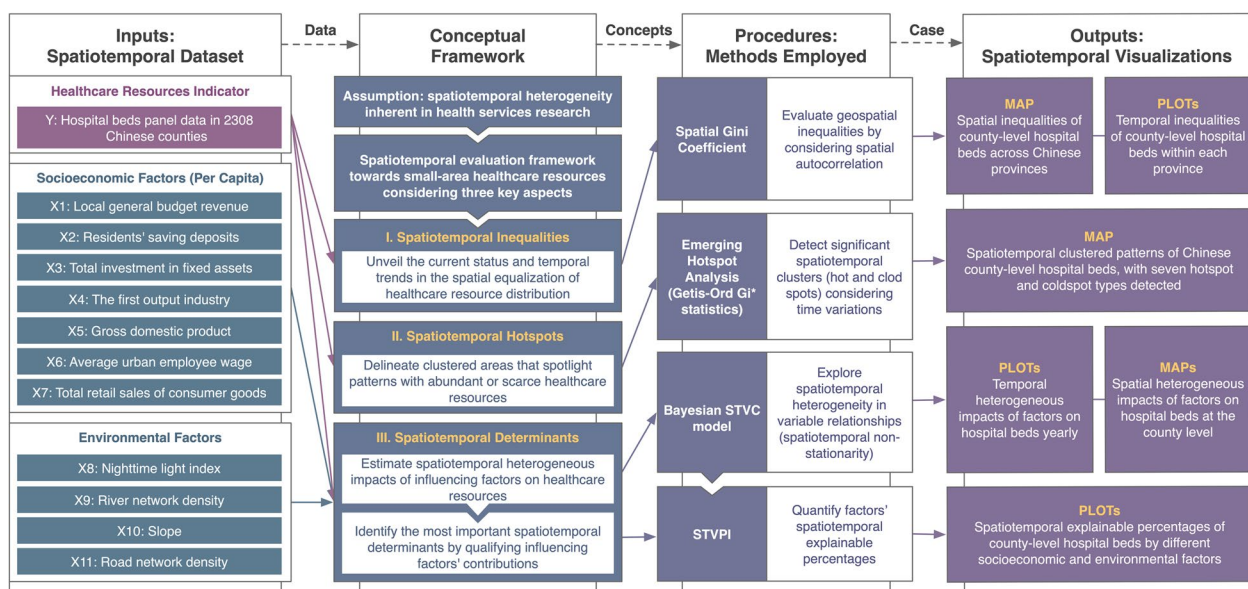 Inputs:
Spatiotemporal Dataset
Data
Conceptual
Framework
Concepts
Procedures:
Methods Employed
Case
Outputs:
Spatiotemporal Visualizations
Healthcare Resources Indicator
Y: Hospital beds panel data in 2308
Chinese counties
Socioeconomic Factors (Per Capita)
X1: Local general budget revenue
X2: Residents' saving deposits
X3: Total investment in fixed assets
X4: The first output industry
X5: Gross domestic product
X6: Average urban employee wage
X7: Total retail sales of consumer goods
Environmental Factors
X8: Nighttime light index
X9: River network density
X10: Slope
X11: Road network density
Assumption: spatiotemporal heterogeneity
inherent in health services research
Spatiotemporal evaluation framework
towards small-area healthcare resources
considering three key aspects
I. Spatiotemporal Inequalities
Unveil the current status and temporal
trends in the spatial equalization of
healthcare resource distribution
II. Spatiotemporal Hotspots
Delineate clustered areas that spotlight
patterns with abundant or scarce healthcare
resources
III. Spatiotemporal Determinants
Estimate spatiotemporal heterogeneous
impacts of influencing factors on healthcare
resources
Identify the most important spatiotemporal
determinants by qualifying influencing
factors' contributions
Spatial Gini
Coefficient
Evaluate geospatial
inequalities by
considering spatial
autocorrelation
Emerging
Hotspot
Analysis
(Getis-Ord Gi*
statistics)
Detect significant
spatiotemporal
clusters (hot and clod
spots) considering
time variations
Bayesian STVC
model
Explore
spatiotemporal
heterogeneity in
variable relationships
(spatiotemporal non-
stationarity)
STVPI
Quantify factors'
spatiotemporal
explainable
percentages
MAP
Spatial inequalities of
county-level hospital
beds across Chinese
provinces
PLOTs
Temporal inequalities
of county-level hospital
beds within each
province
MAP
Spatiotemporal clustered patterns of Chinese
county-level hospital beds, with seven hotspot
and coldspot types detected
PLOTs
Temporal
heterogeneous
impacts of factors on
hospital beds yearly
MAPs
Spatial heterogeneous
impacts of factors on
hospital beds at the
county level
PLOTs
Spatiotemporal explainable percentages of
county-level hospital beds by different
socioeconomic and environmental factors